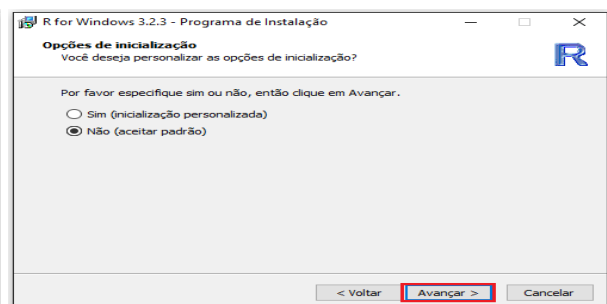 R for Windows 3.2.3 - Programa de Instalação
Opções de inicialização
Você deseja personalizar as opções de inicialização?
R
Por favor especifique sim ou não, então clique em Avançar.
Sim (inicialização personalizada)
Não (aceitar padrão)
< Voltar Avançar > Cancelar